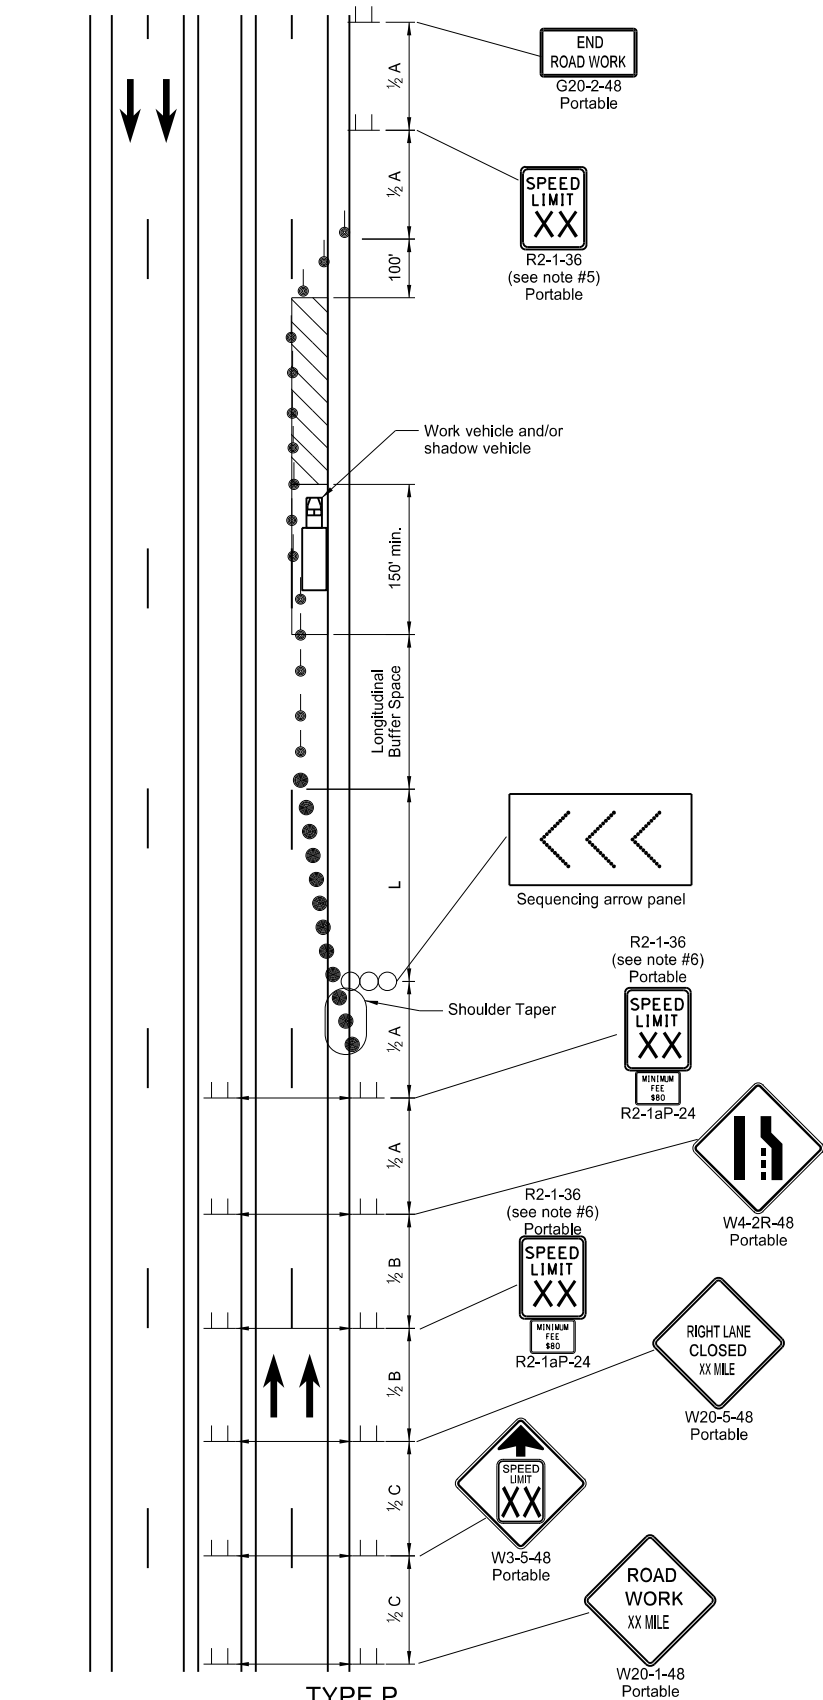 ½ A
END
ROAD WORK
G20-2-48
Portable
½ A
SPEED
LIMIT
XX
R2-1-36
(see note #5)
Portable
100'
Work vehicle and/or
shadow vehicle
150' min.
Longitudinal
Buffer Space
L
Sequencing arrow panel
R2-1-36
(see note #6)
Portable
SPEED
LIMIT
XX
MINIMUM
FEE
$80
R2-1aP-24
Shoulder Taper
½ A
½ A
W4-2R-48
Portable
R2-1-36
(see note #6)
Portable
SPEED
LIMIT
XX
MINIMUM
FEE
$80
R2-1aP-24
½ B
½ B
RIGHT LANE
CLOSED
XX MILE
W20-5-48
Portable
½ C
SPEED
LIMIT
XX
W3-5-48
Portable
½ C
ROAD
WORK
XX MILE
W20-1-48
Portable
TYPE P